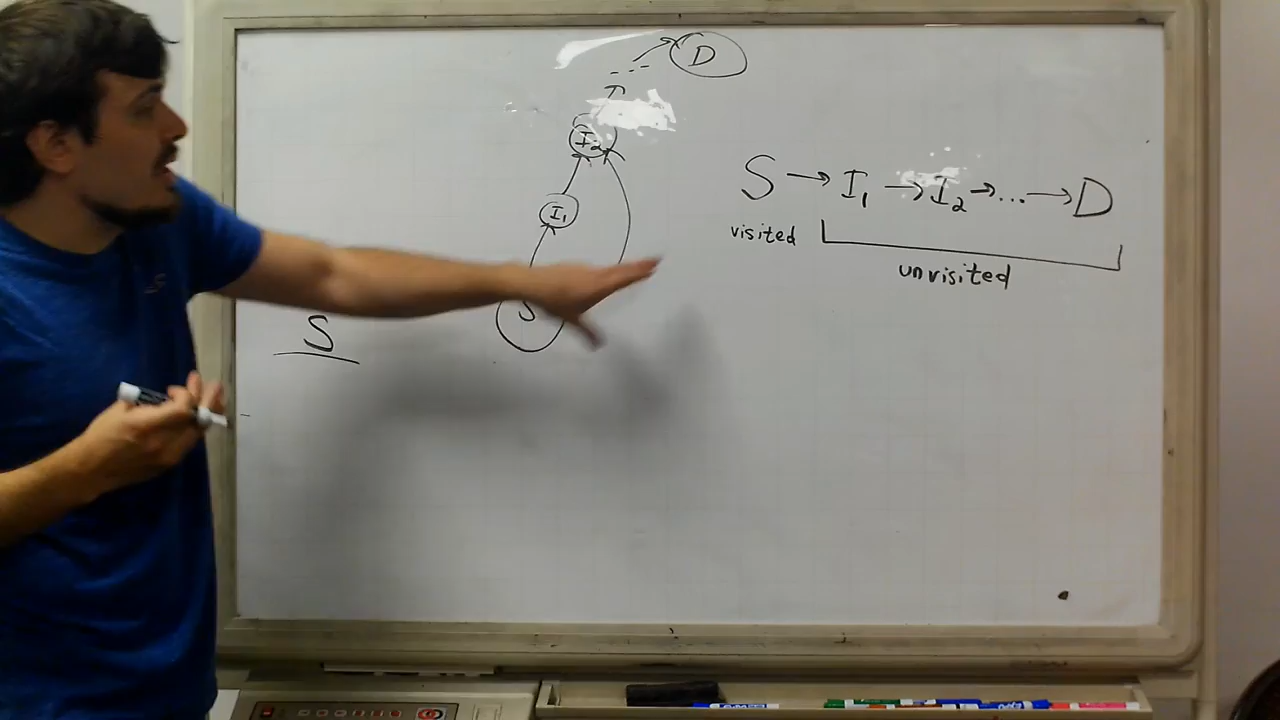 D
I₂
I₁
S
S
S → I₁ → I₂ → ... → D
visited
unvisited